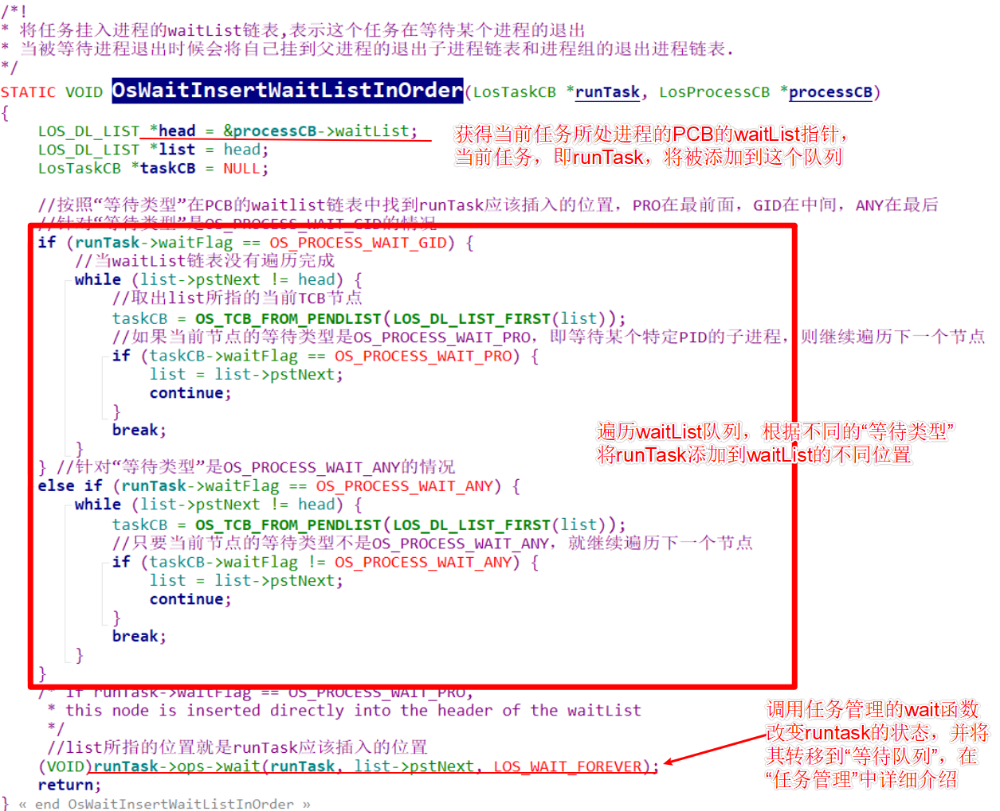 /*!
* 将任务挂入进程的waitList链表,表示这个任务在等待某个进程的退出
* 当被等待进程退出时候会将自己挂到父进程的退出子进程链表和进程组的退出进程链表.
*/
STATIC VOID OsWaitInsertWaitListInOrder(LosTaskCB *runTask, LosProcessCB *processCB)
{
LOS_DL_LIST *head = &processCB->waitList;
LOS_DL_LIST *list = head;
LosTaskCB *taskCB = NULL;
获得当前任务所处进程的PCB的waitList指针，
当前任务，即runTask，将被添加到这个队列
//按照“等待类型”在PCB的waitlist链表中找到runTask应该插入的位置，PRO在最前面，GID在中间，ANY在最后
//针对“等待类型”是OS_PROCESS_WAIT_GID的情况
if (runTask->waitFlag == OS_PROCESS_WAIT_GID) {
//当waitList链表没有遍历完成
while (list->pstNext != head) {
//取出list所指的当前TCB节点
taskCB = OS_TCB_FROM_PENDLIST(LOS_DL_LIST_FIRST(list));
//如果当前节点的等待类型是OS_PROCESS_WAIT_PRO，即等待某个特定PID的子进程，则继续遍历下一个节点
if (taskCB->waitFlag == OS_PROCESS_WAIT_PRO) {
list = list->pstNext;
continue;
}
break;
}
} //针对“等待类型”是OS_PROCESS_WAIT_ANY的情况
else if (runTask->waitFlag == OS_PROCESS_WAIT_ANY) {
while (list->pstNext != head) {
taskCB = OS_TCB_FROM_PENDLIST(LOS_DL_LIST_FIRST(list));
//只要当前节点的等待类型不是OS_PROCESS_WAIT_ANY，就继续遍历下一个节点
if (taskCB->waitFlag != OS_PROCESS_WAIT_ANY) {
list = list->pstNext;
continue;
}
break;
}
}
遍历waitList队列，根据不同的“等待类型”
将runTask添加到waitList的不同位置
/* if runTask->waitFlag == OS_PROCESS_WAIT_PRO,
* this node is inserted directly into the header of the waitList
*/
//list所指的位置就是runTask应该插入的位置
(VOID)runTask->ops->wait(runTask, list->pstNext, LOS_WAIT_FOREVER);
return;
} « end OsWaitInsertWaitListInOrder »
调用任务管理的wait函数
改变runtask的状态，并将
其转移到“等待队列”，在
“任务管理”中详细介绍